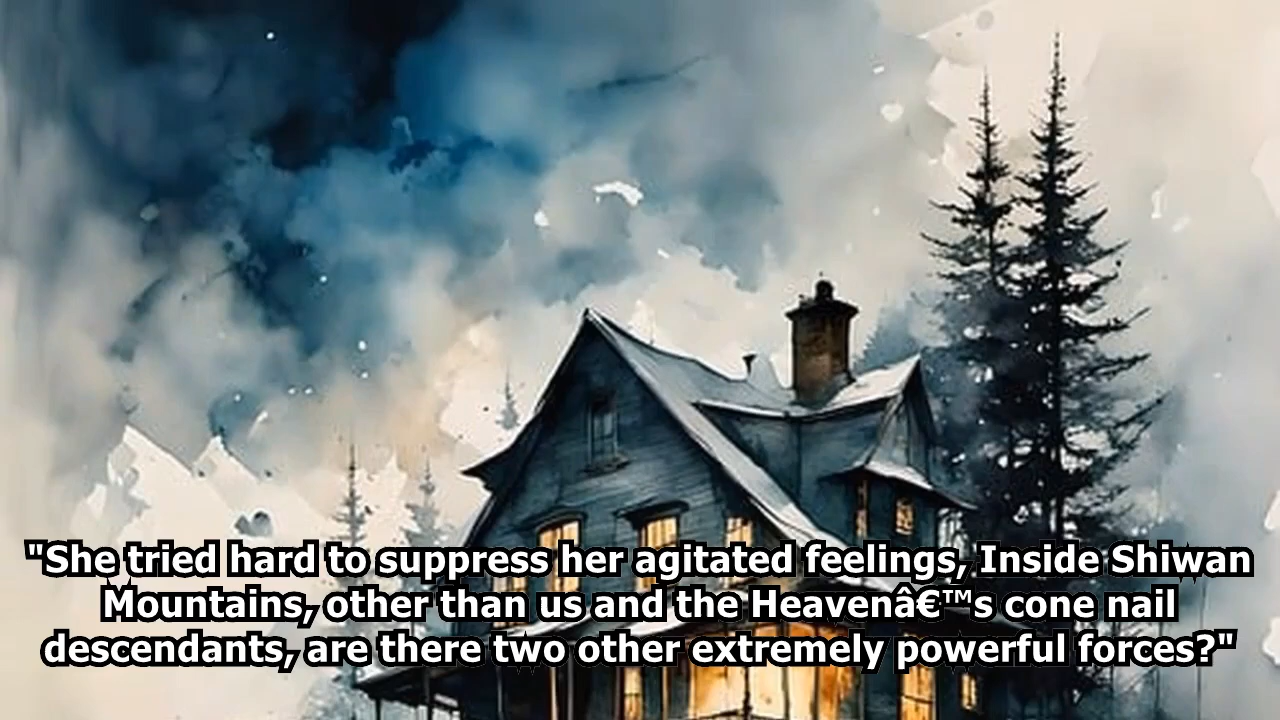 "She tried hard to suppress her agitated feelings, Inside Shiwan
Mountains, other than us and the Heavenâ€™s cone nail
descendants, are there two other extremely powerful forces?"